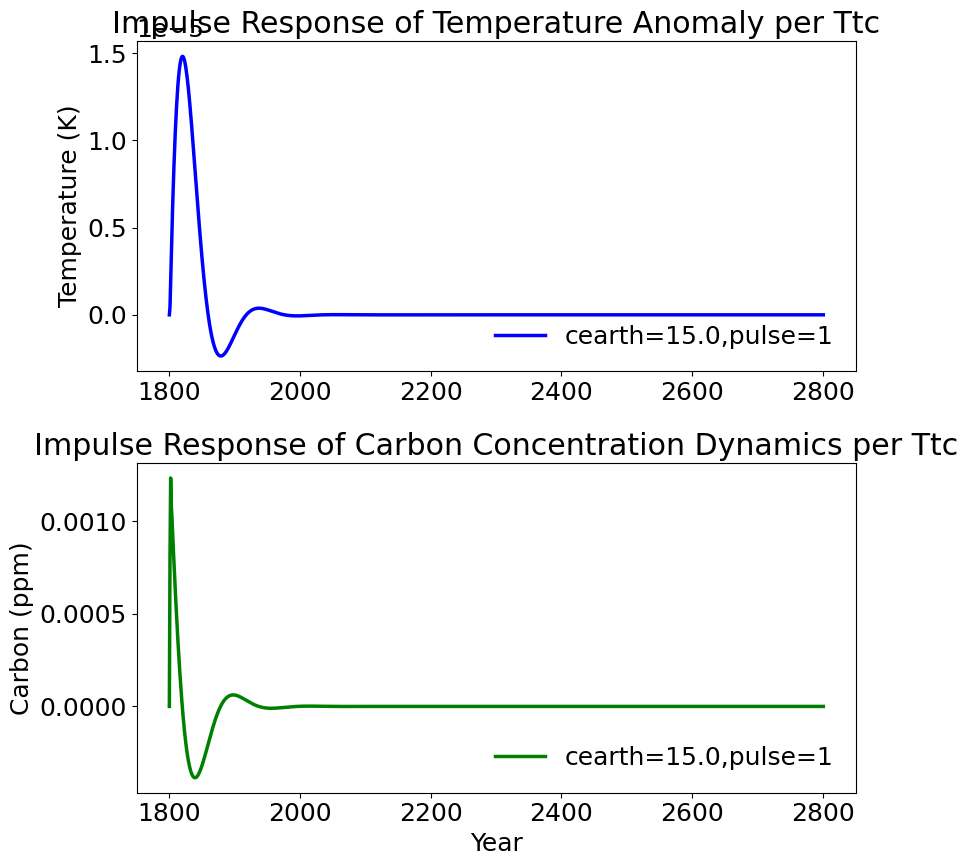 Impulse Response of Temperature Anomaly per Ttc
1e−5
1.5
1.0
0.5
0.0
Temperature (K)
cearth=15.0,pulse=1
1800 2000 2200 2400 2600 2800
Impulse Response of Carbon Concentration Dynamics per Ttc
0.0010
0.0005
0.0000
Carbon (ppm)
cearth=15.0,pulse=1
1800 2000 2200 2400 2600 2800
Year